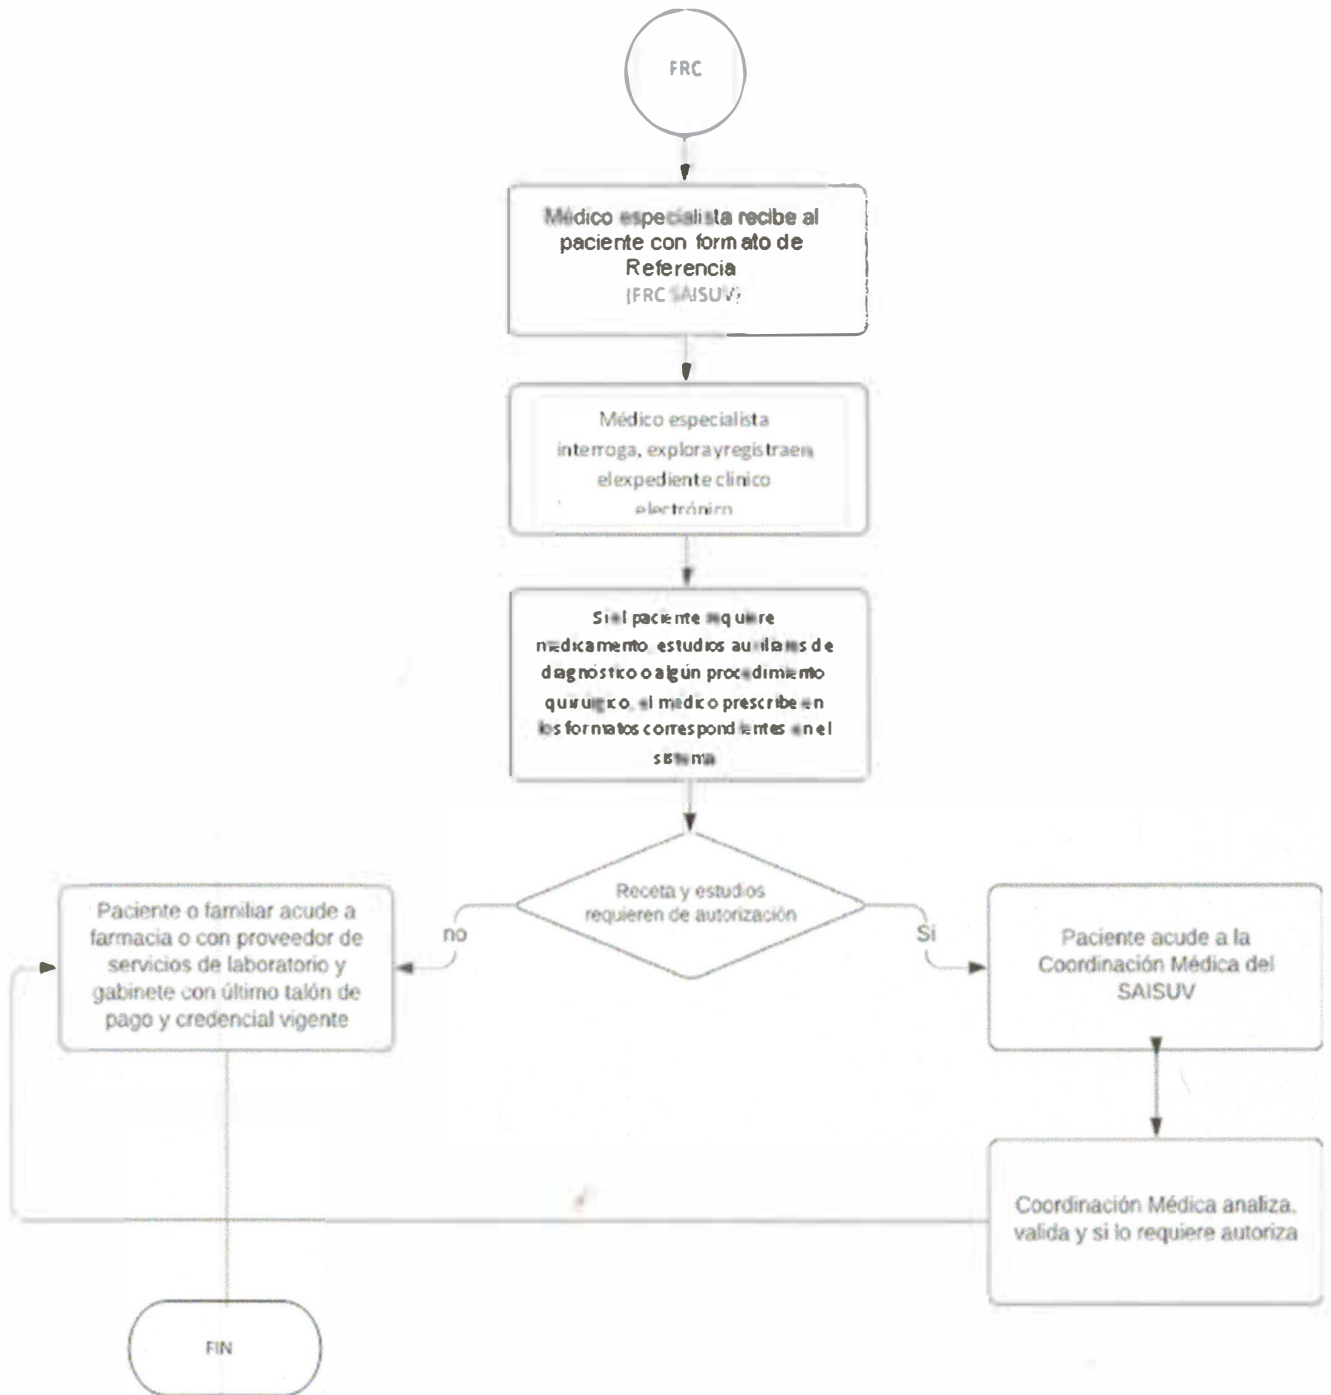 FRC
Médico especialista recibe al
paciente con formato de
Referencia
(FRC SAISUV)
Médico especialista
interroga, explora y registra en
el expediente clínico
electrónico
Si el paciente requiere
medicamento, estudios auxiliares de
diagnóstico o algún procedimiento
quirúrgico, el médico prescribe en
los formatos correspondientes en el
sistema
Receta y estudios
requieren de autorización
no
Si
Paciente o familiar acude a
farmacia o con proveedor de
servicios de laboratorio y
gabinete con último talón de
pago y credencial vigente
Paciente acude a la
Coordinación Médica del
SAISUV
Coordinación Médica analiza,
valida y si lo requiere autoriza
FIN